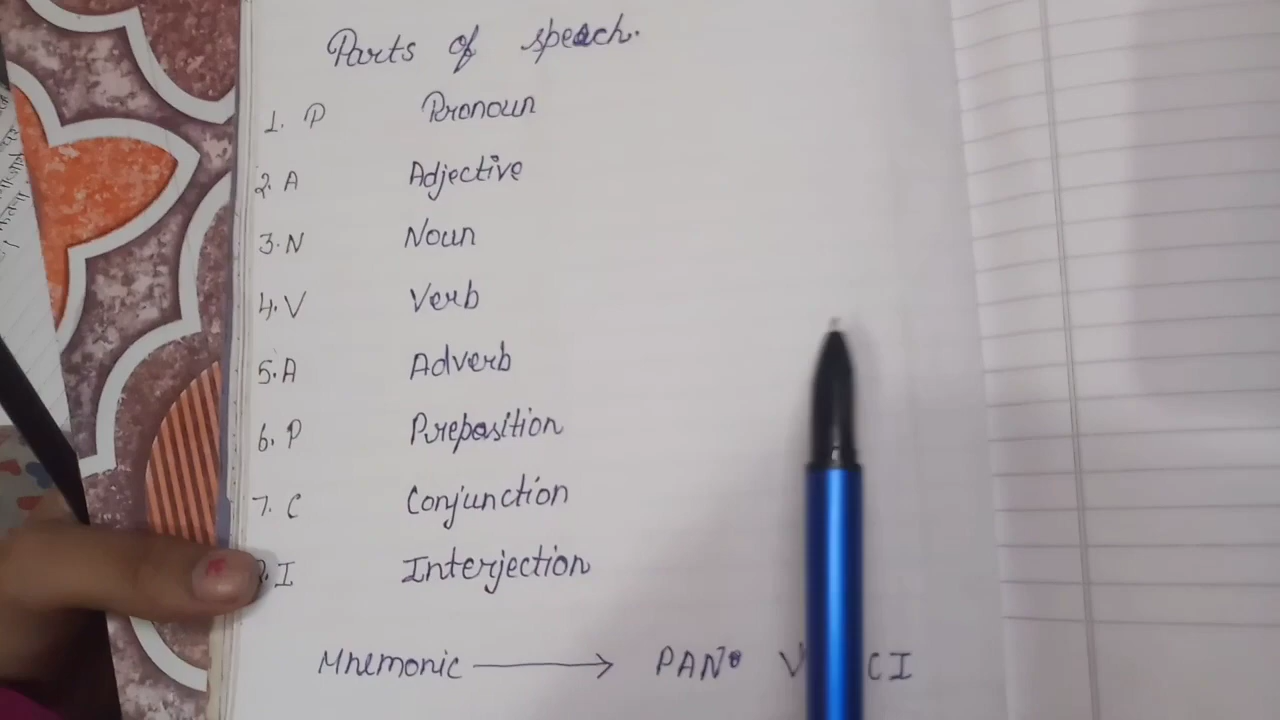 Parts of speech.
1. P Pronoun
2. A Adjective
3. N Noun
4. V Verb
5. A Adverb
6. P Preposition
7. C Conjunction
I Interjection
Mnemonic → PAN V CI